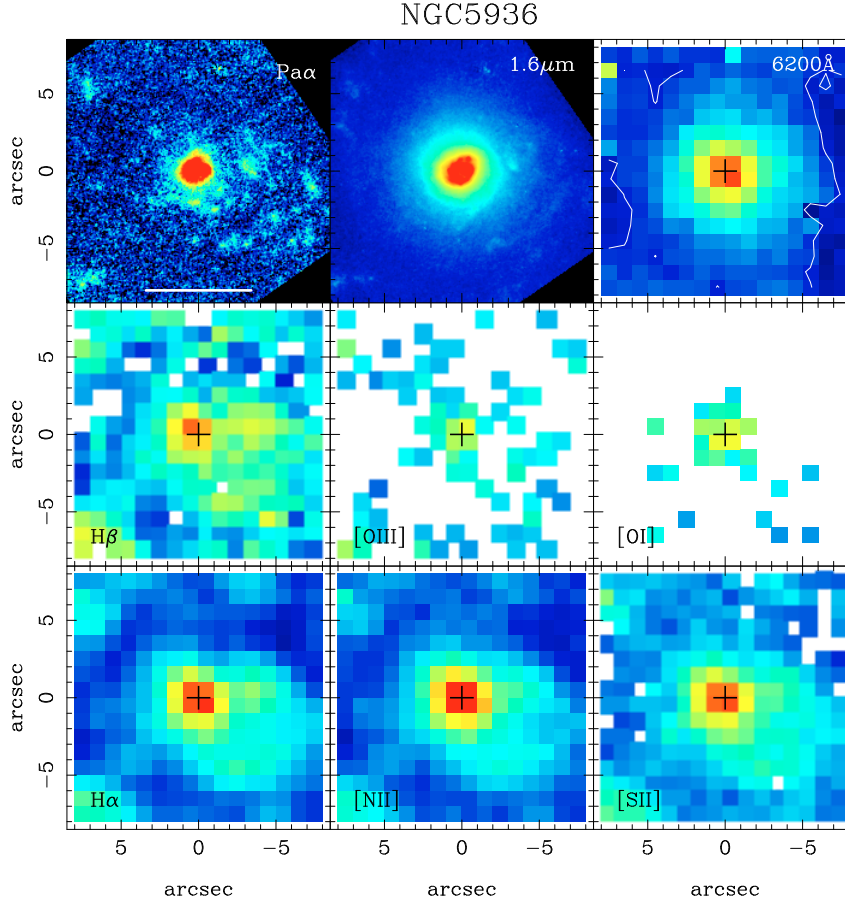 NGC5936
Paα
1.6μm
6200Å
arcsec
5
0
−5
Hβ
[OIII]
[OI]
arcsec
5
0
−5
Hα
[NII]
[SII]
arcsec
5
0
−5
5 0 −5
5 0 −5
5 0 −5
arcsec
arcsec
arcsec